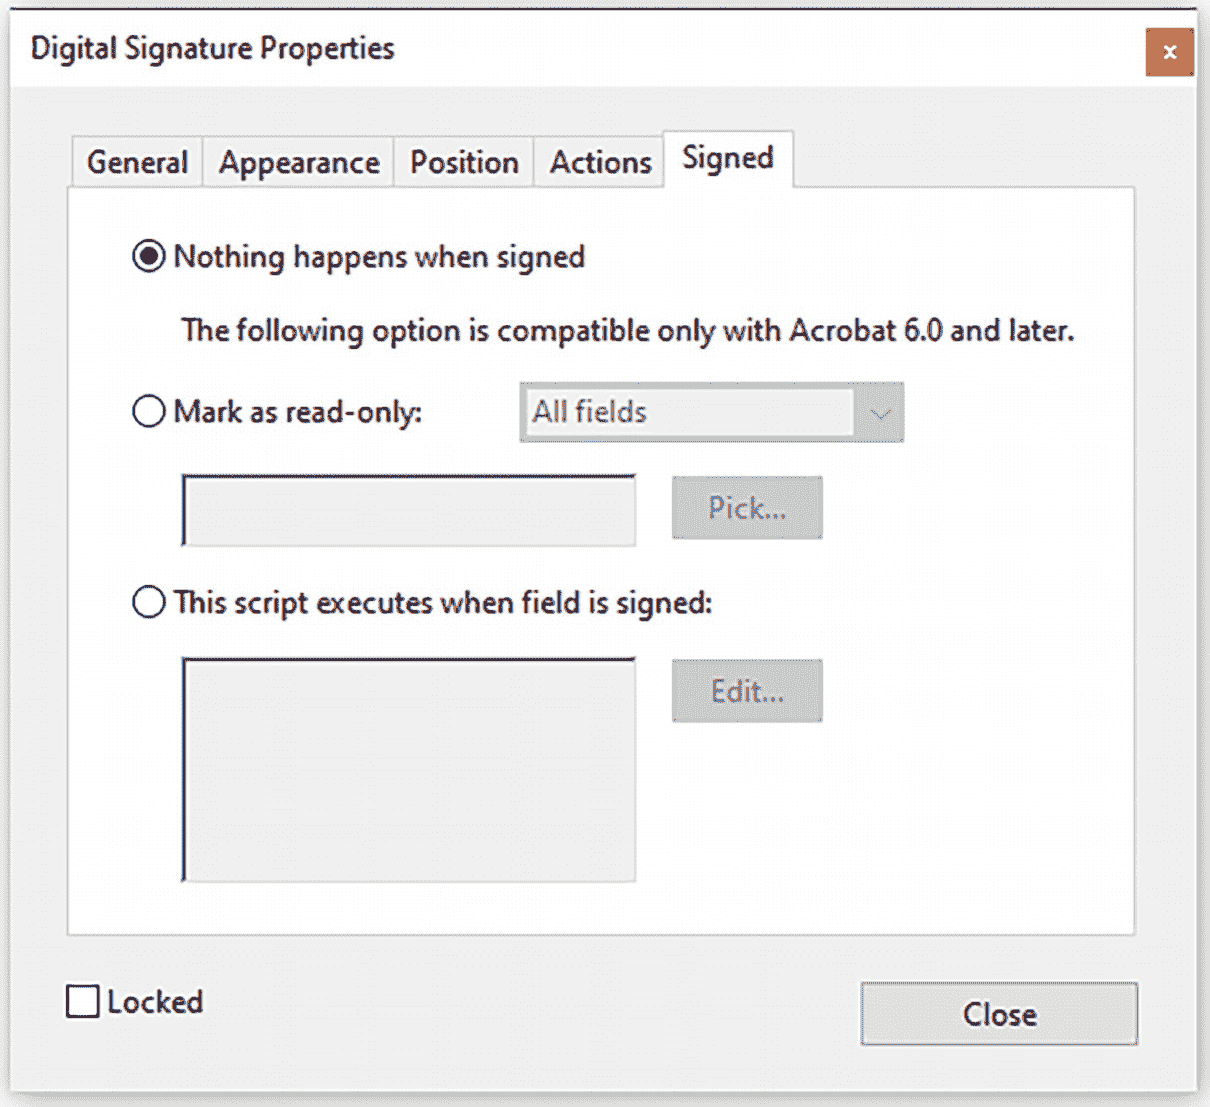 Digital Signature Properties
General Appearance Position Actions Signed
Nothing happens when signed
The following option is compatible only with Acrobat 6.0 and later.
Mark as read-only: All fields
Pick...
This script executes when field is signed:
Edit...
Locked
Close